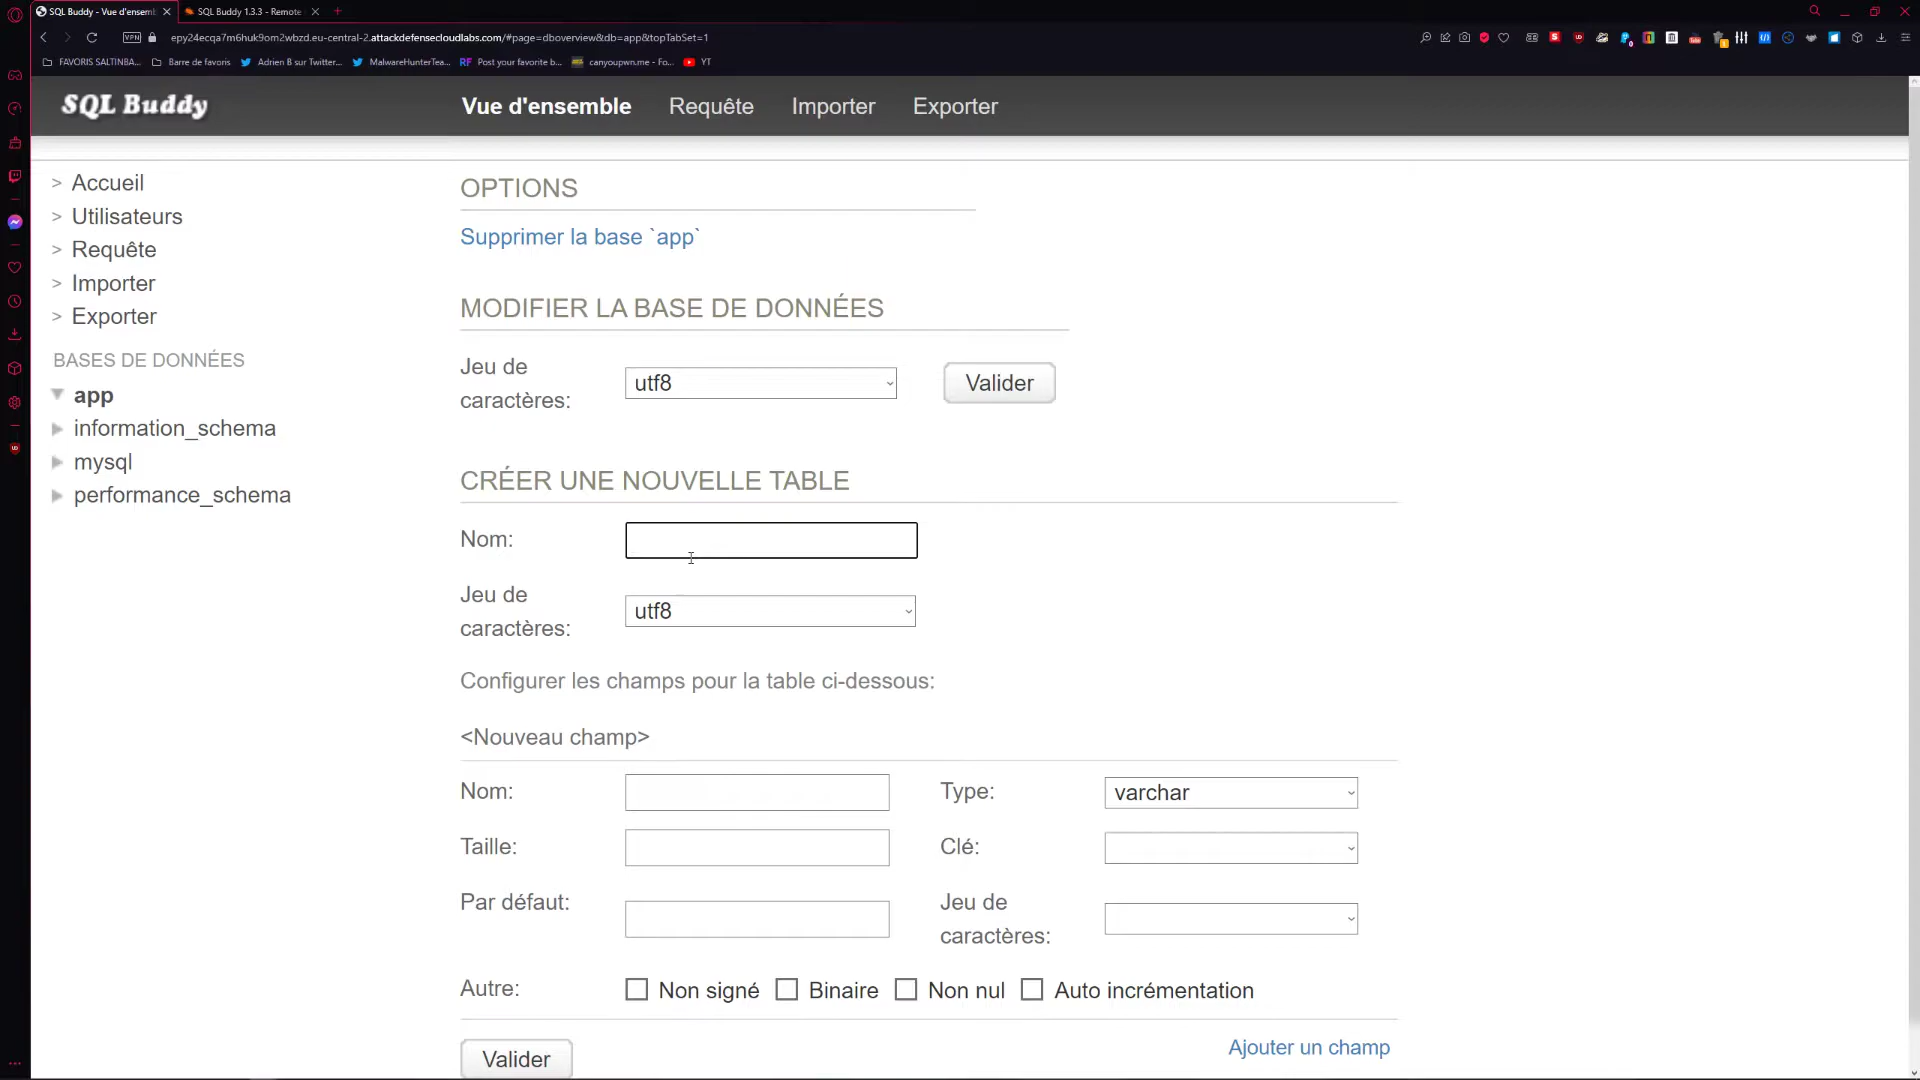 SQL Buddy - Vue d'ensem
SQL Buddy 1.3.3 - Remote
VPN
epy24ecqa7m6huk9om2wbzd.eu-central-2.attackdefensecloudlabs.com/#page=dboverview&db=app&topTabSet=1
FAVORIS SALTINBA...
Barre de favoris
Adrien B sur Twitter...
MalwareHunterTea...
RF Post your favorite b...
canyoupwn.me - Fo...
YT
SQL Buddy
Vue d'ensemble
Requête
Importer
Exporter
> Accueil
> Utilisateurs
> Requête
> Importer
> Exporter
BASES DE DONNÉES
app
information_schema
mysql
performance_schema
OPTIONS
Supprimer la base `app`
MODIFIER LA BASE DE DONNÉES
Jeu de
caractères:
utf8
Valider
CRÉER UNE NOUVELLE TABLE
Nom:
Jeu de
caractères:
utf8
Configurer les champs pour la table ci-dessous:
<Nouveau champ>
Nom:
Type:
varchar
Taille:
Clé:
Par défaut:
Jeu de
caractères:
Autre:
Non signé
Binaire
Non nul
Auto incrémentation
Valider
Ajouter un champ